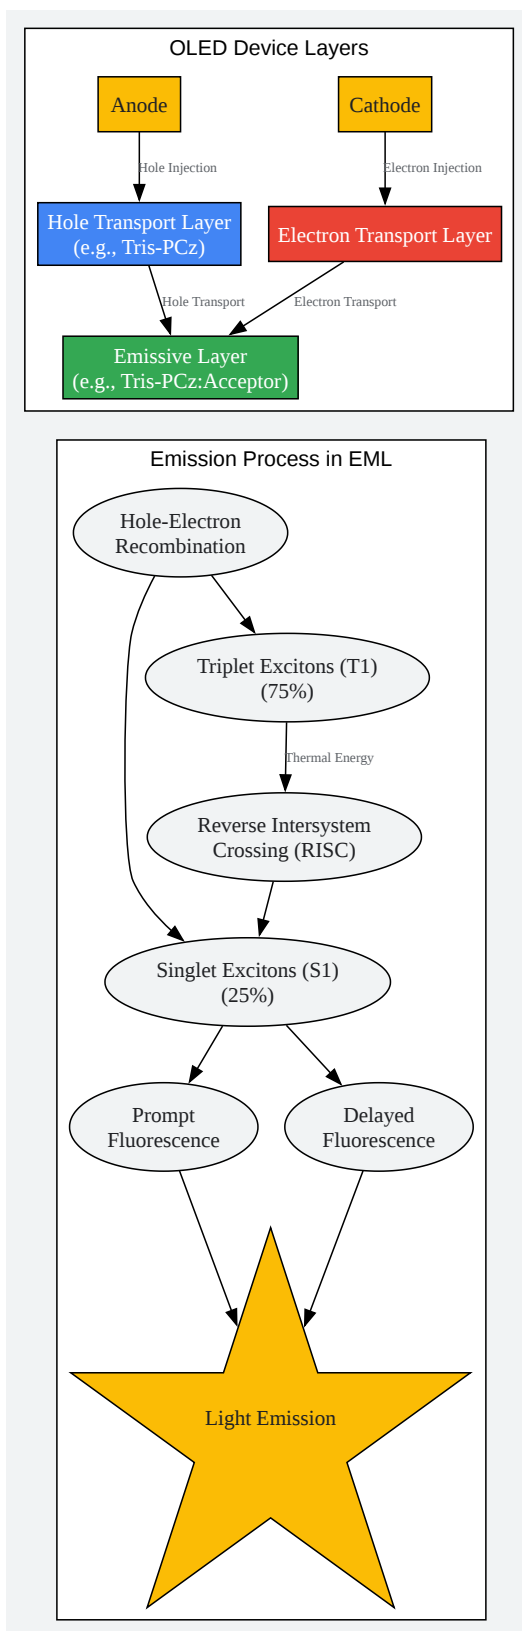 OLED Device Layers
Anode
Cathode
Hole Injection
Electron Injection
Hole Transport Layer
(e.g., Tris-PCz)
Electron Transport Layer
Hole Transport
Electron Transport
Emissive Layer
(e.g., Tris-PCz:Acceptor)
Emission Process in EML
Hole-Electron
Recombination
Triplet Excitons (T1)
(75%)
Thermal Energy
Reverse Intersystem
Crossing (RISC)
Singlet Excitons (S1)
(25%)
Prompt
Fluorescence
Delayed
Fluorescence
Light Emission